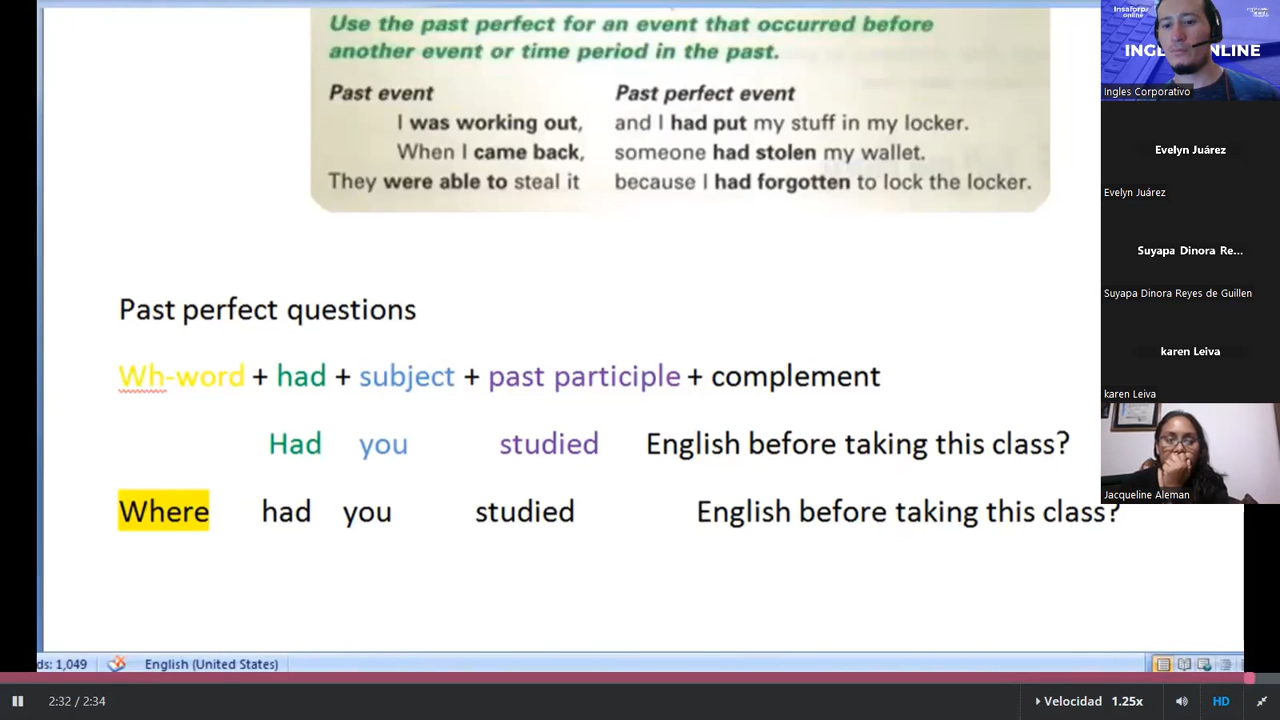 Use the past perfect for an event that occurred before
another event or time period in the past.
Past event Past perfect event
I was working out, and I had put my stuff in my locker.
When I came back, someone had stolen my wallet.
They were able to steal it because I had forgotten to lock the locker.
Past perfect questions
Wh-word + had + subject + past participle + complement
Had you studied English before taking this class?
Where had you studied English before taking this class?
ds: 1,049 English (United States)
Insaforp
online
INGL ONLINE
Ingles Corporativo
Evelyn Juárez
Evelyn Juárez
Suyapa Dinora Re...
Suyapa Dinora Reyes de Guillen
karen Leiva
karen Leiva
Jacqueline Aleman
2:32 / 2:34 Velocidad 1.25x HD